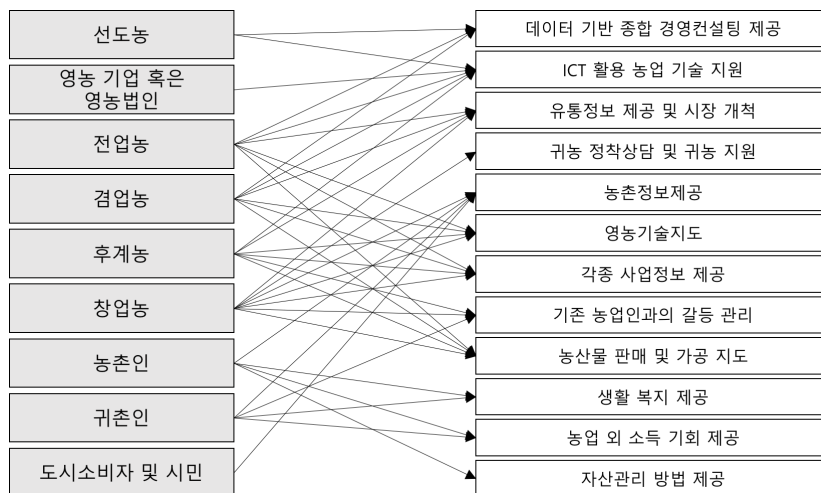 선도농
영농 기업 혹은
영농법인
전업농
겸업농
후계농
창업농
농촌인
귀촌인
도시소비자 및 시민
데이터 기반 종합 경영컨설팅 제공
ICT 활용 농업 기술 지원
유통정보 제공 및 시장 개척
귀농 정착상담 및 귀농 지원
농촌정보제공
영농기술지도
각종 사업정보 제공
기존 농업인과의 갈등 관리
농산물 판매 및 가공 지도
생활 복지 제공
농업 외 소득 기회 제공
자산관리 방법 제공